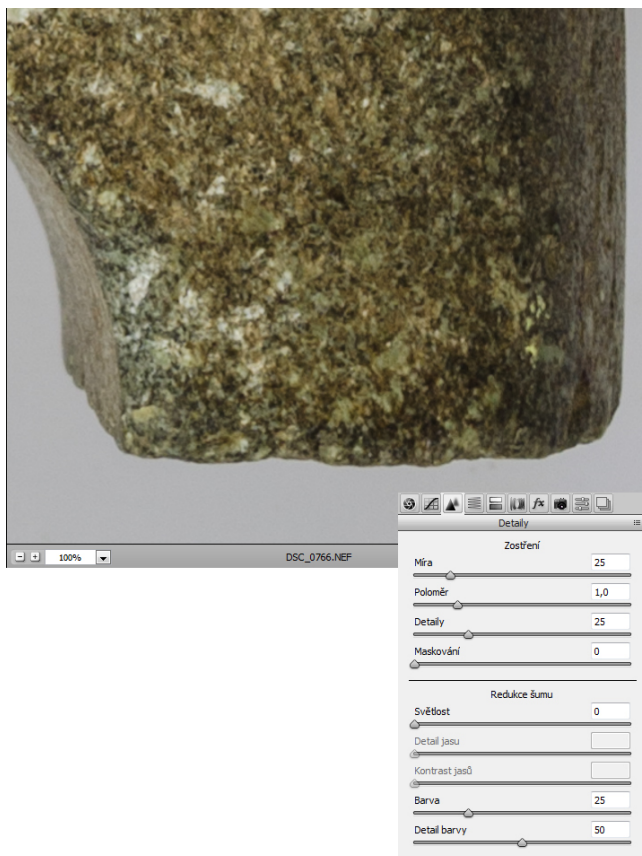 100%
DSC_0766.NEF
fx
Detaily
Zostření
Míra 25
Poloměr 1,0
Detaily 25
Maskování 0
Redukce šumu
Světlost 0
Detail jasu
Kontrast jasů
Barva 25
Detail barvy 50